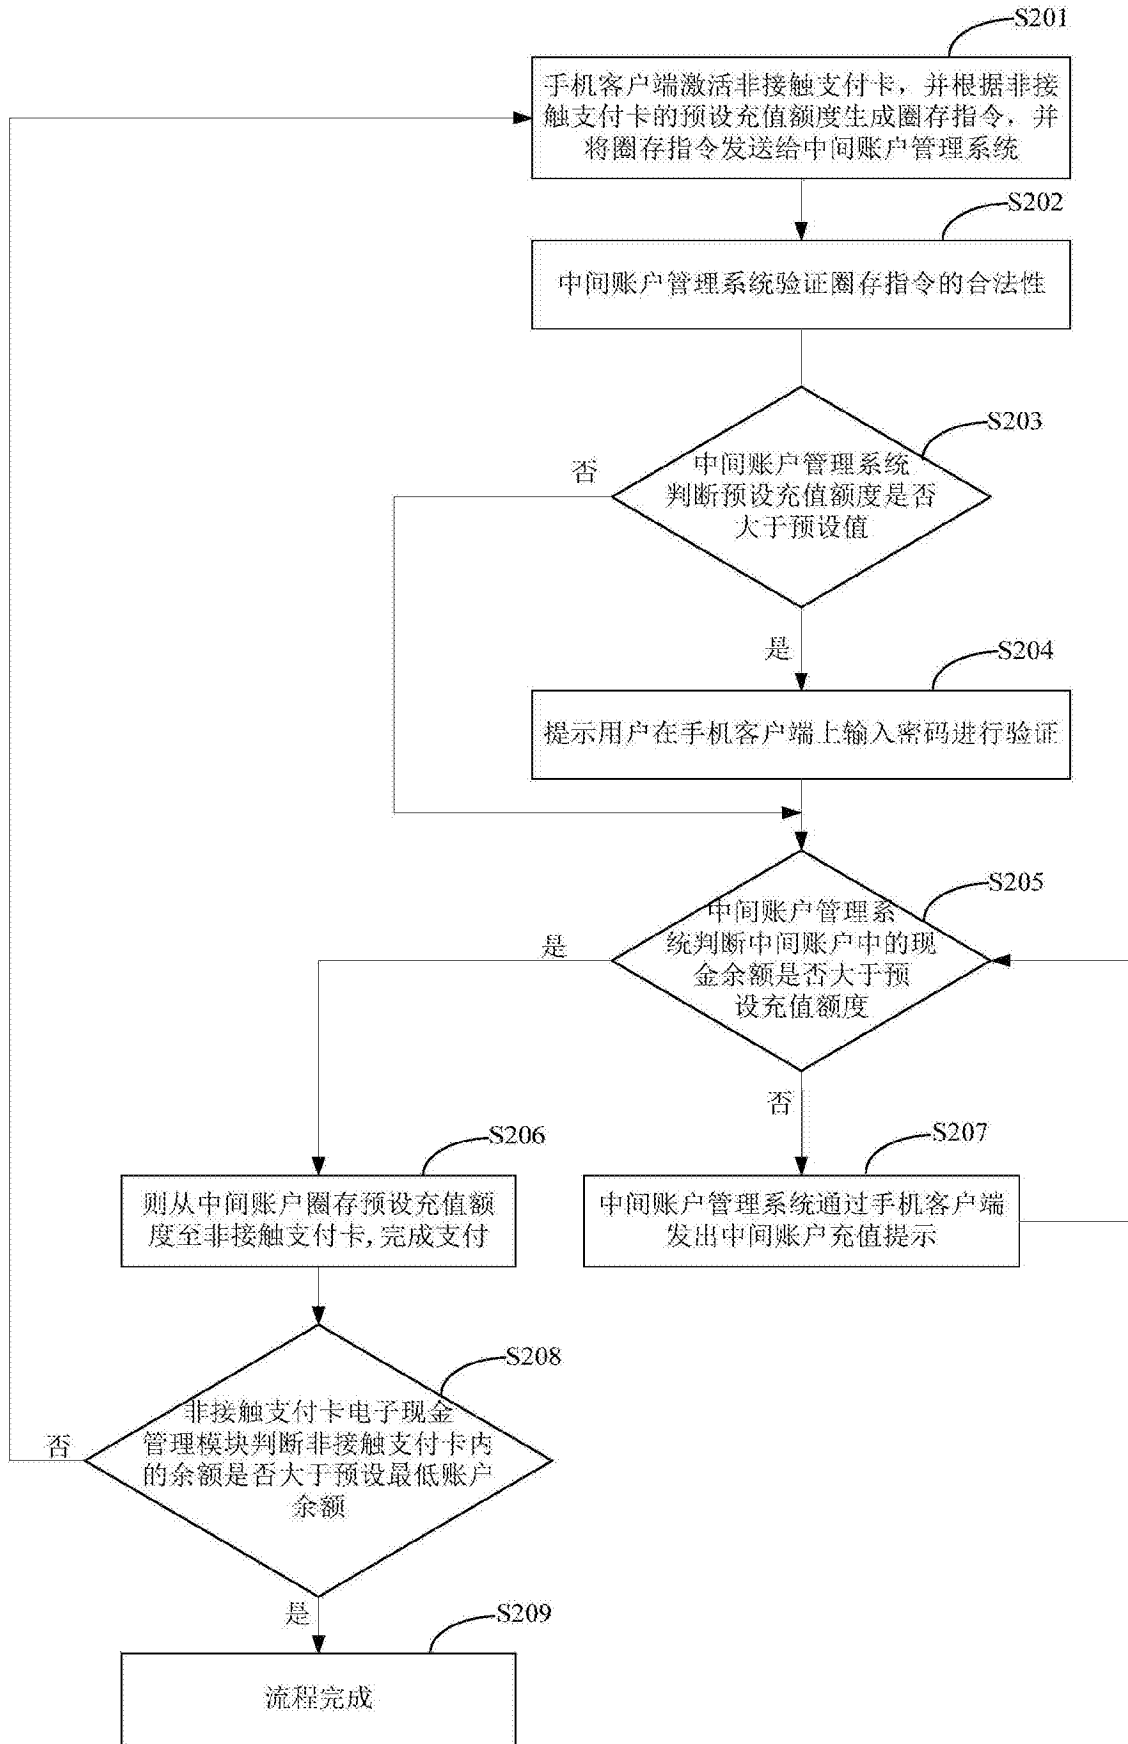 S201
手机客户端激活非接触支付卡，并根据非接
触支付卡的预设充值额度生成圈存指令，并
将圈存指令发送给中间账户管理系统
S202
中间账户管理系统验证圈存指令的合法性
S203
否
中间账户管理系统
判断预设充值额度是否
大于预设值
是
S204
提示用户在手机客户端上输入密码进行验证
S205
是
中间账户管理系
统判断中间账户中的现
金余额是否大于预
设充值额度
否
S206
S207
则从中间账户圈存预设充值额
度至非接触支付卡,完成支付
中间账户管理系统通过手机客户端
发出中间账户充值提示
S208
否
非接触支付卡电子现金
管理模块判断非接触支付卡内
的余额是否大于预设最低账户
余额
是
S209
流程完成